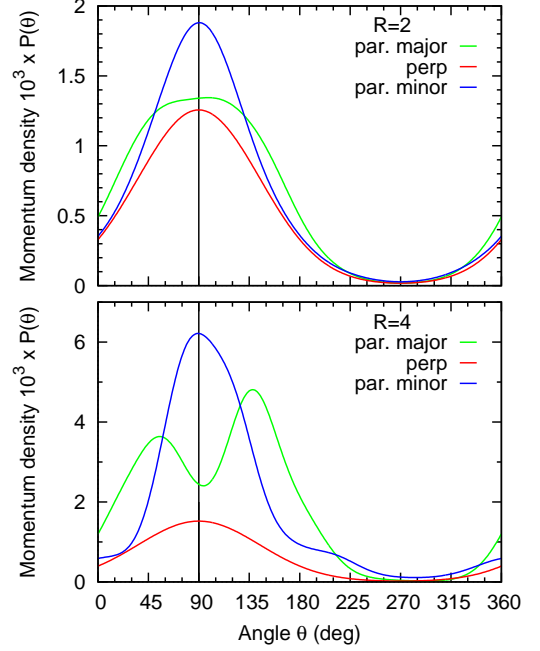 Momentum density 10³ x P(θ)
2
1.5
1
0.5
0
R=2
par. major
perp
par. minor
Momentum density 10³ x P(θ)
6
4
2
0
R=4
par. major
perp
par. minor
0 45 90 135 180 225 270 315 360
Angle θ (deg)